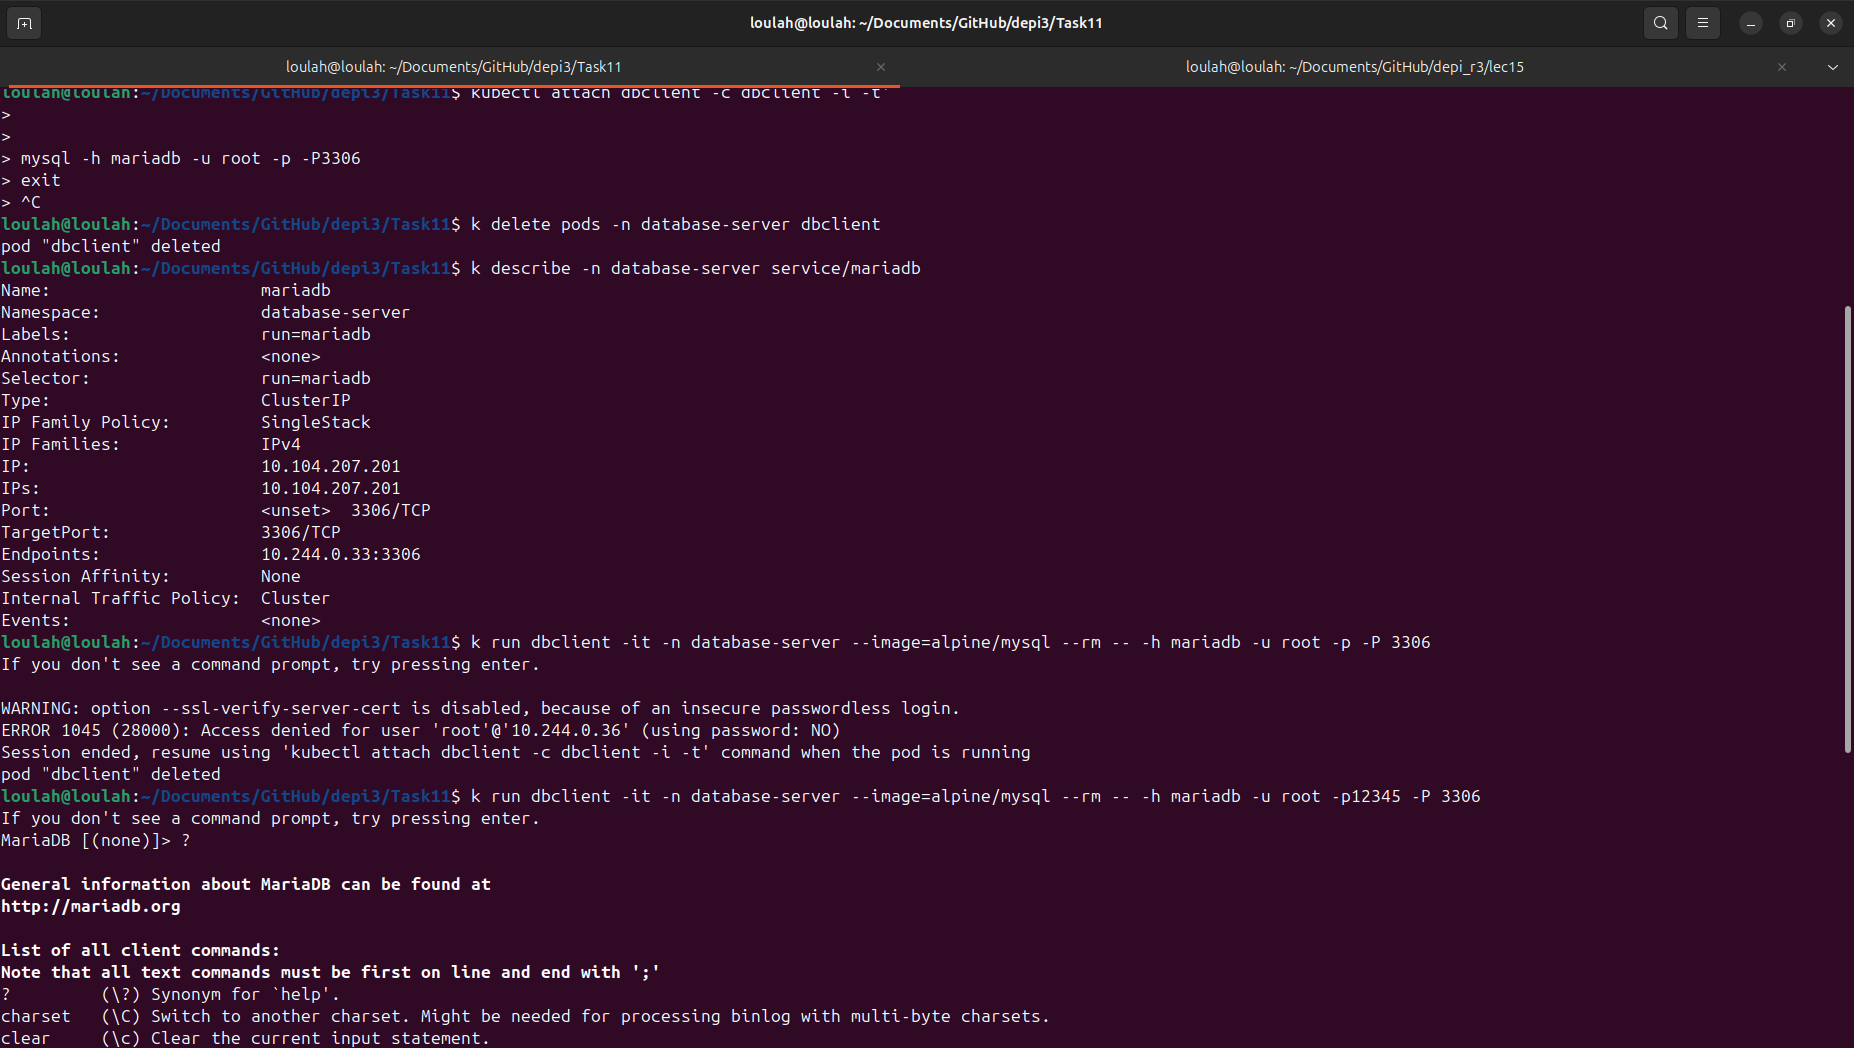 loulah@loulah: ~/Documents/GitHub/depi3/Task11
loulah@loulah: ~/Documents/GitHub/depi3/Task11
loulah@loulah: ~/Documents/GitHub/depi_r3/lec15
loulah@loulah:~/Documents/GitHub/depi3/Task11$ kubectl attach dbclient -c dbclient -i -t'
>
>
> mysql -h mariadb -u root -p -P3306
> exit
> ^C
loulah@loulah:~/Documents/GitHub/depi3/Task11$ k delete pods -n database-server dbclient
pod "dbclient" deleted
loulah@loulah:~/Documents/GitHub/depi3/Task11$ k describe -n database-server service/mariadb
Name:                     mariadb
Namespace:                database-server
Labels:                   run=mariadb
Annotations:              <none>
Selector:                 run=mariadb
Type:                     ClusterIP
IP Family Policy:         SingleStack
IP Families:              IPv4
IP:                       10.104.207.201
IPs:                      10.104.207.201
Port:                     <unset>  3306/TCP
TargetPort:               3306/TCP
Endpoints:                10.244.0.33:3306
Session Affinity:         None
Internal Traffic Policy:  Cluster
Events:                   <none>
loulah@loulah:~/Documents/GitHub/depi3/Task11$ k run dbclient -it -n database-server --image=alpine/mysql --rm -- -h mariadb -u root -p -P 3306
If you don't see a command prompt, try pressing enter.
WARNING: option --ssl-verify-server-cert is disabled, because of an insecure passwordless login.
ERROR 1045 (28000): Access denied for user 'root'@'10.244.0.36' (using password: NO)
Session ended, resume using 'kubectl attach dbclient -c dbclient -i -t' command when the pod is running
pod "dbclient" deleted
loulah@loulah:~/Documents/GitHub/depi3/Task11$ k run dbclient -it -n database-server --image=alpine/mysql --rm -- -h mariadb -u root -p12345 -P 3306
If you don't see a command prompt, try pressing enter.
MariaDB [(none)]> ?
General information about MariaDB can be found at
http://mariadb.org
List of all client commands:
Note that all text commands must be first on line and end with ';'
?         (\?) Synonym for `help'.
charset   (\C) Switch to another charset. Might be needed for processing binlog with multi-byte charsets.
clear     (\c) Clear the current input statement.